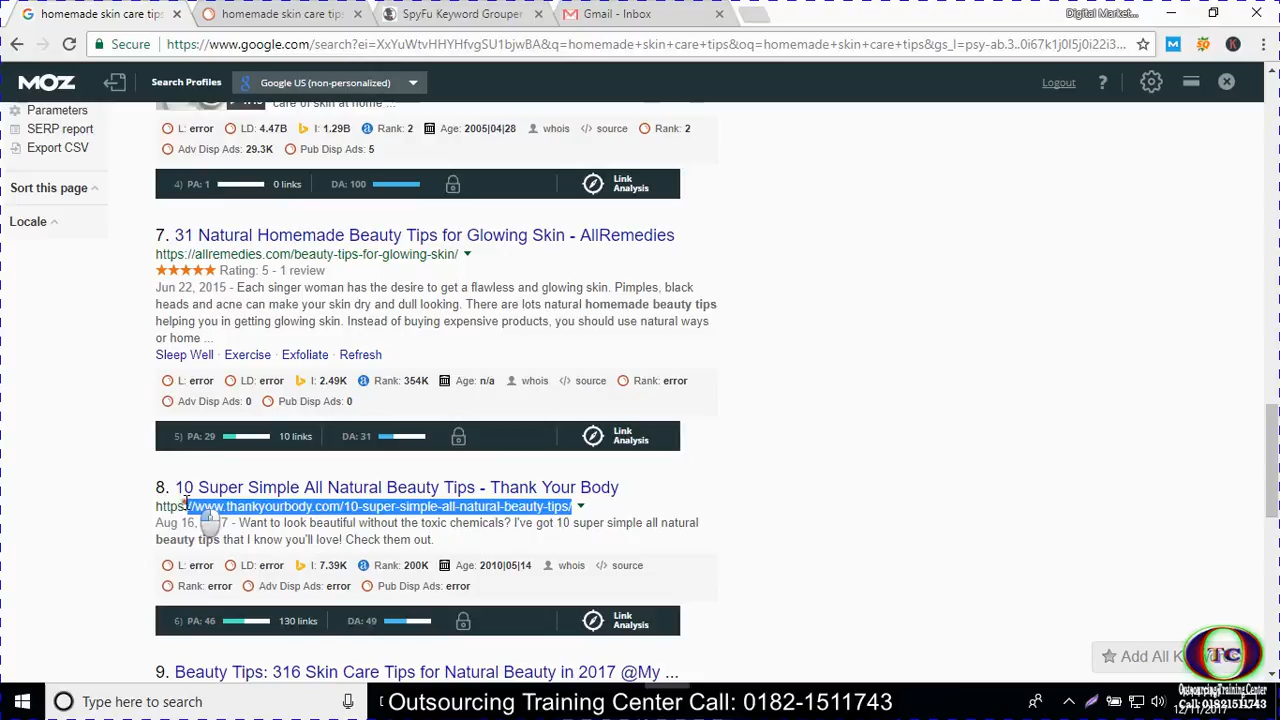 homemade skin care tips
homemade skin care tips
SpyFu Keyword Grouper
Gmail - Inbox
Digital Market...
Secure
https://www.google.com/search?ei=XxYuWtvHHYHfvgSU1bjwBA&q=homemade+skin+care+tips&oq=homemade+skin+care+tips&gs_l=psy-ab.3..0i67k1j0l5j0i22i3...
MOZ
Search Profiles
Google US (non-personalized)
Logout
?
Parameters
SERP report
Export CSV
Sort this page
Locale
care of skin at home ...
L: error LD: 4.47B I: 1.29B Rank: 2 Age: 2005|04|28 whois </> source Rank: 2
Adv Disp Ads: 29.3K Pub Disp Ads: 5
4) PA: 1 0 links DA: 100 Link Analysis
7. 31 Natural Homemade Beauty Tips for Glowing Skin - AllRemedies
https://allremedies.com/beauty-tips-for-glowing-skin/
Rating: 5 - 1 review
Jun 22, 2015 - Each singer woman has the desire to get a flawless and glowing skin. Pimples, black
heads and acne can make your skin dry and dull looking. There are lots natural homemade beauty tips
helping you in getting glowing skin. Instead of buying expensive products, you should use natural ways
or home ...
Sleep Well · Exercise · Exfoliate · Refresh
L: error LD: error I: 2.49K Rank: 354K Age: n/a whois </> source Rank: error
Adv Disp Ads: 0 Pub Disp Ads: 0
5) PA: 29 10 links DA: 31 Link Analysis
8. 10 Super Simple All Natural Beauty Tips - Thank Your Body
https://www.thankyourbody.com/10-super-simple-all-natural-beauty-tips/
Aug 16, 7 - Want to look beautiful without the toxic chemicals? I've got 10 super simple all natural
beauty tips that I know you'll love! Check them out.
L: error LD: error I: 7.39K Rank: 200K Age: 2010|05|14 whois </> source
Rank: error Adv Disp Ads: error Pub Disp Ads: error
6) PA: 46 130 links DA: 49 Link Analysis
9. Beauty Tips: 316 Skin Care Tips for Natural Beauty in 2017 @My ...
Add All K
OTC
Outsourcing Training Center
Call: 01821511743
Type here to search
Outsourcing Training Center Call: 0182-1511743